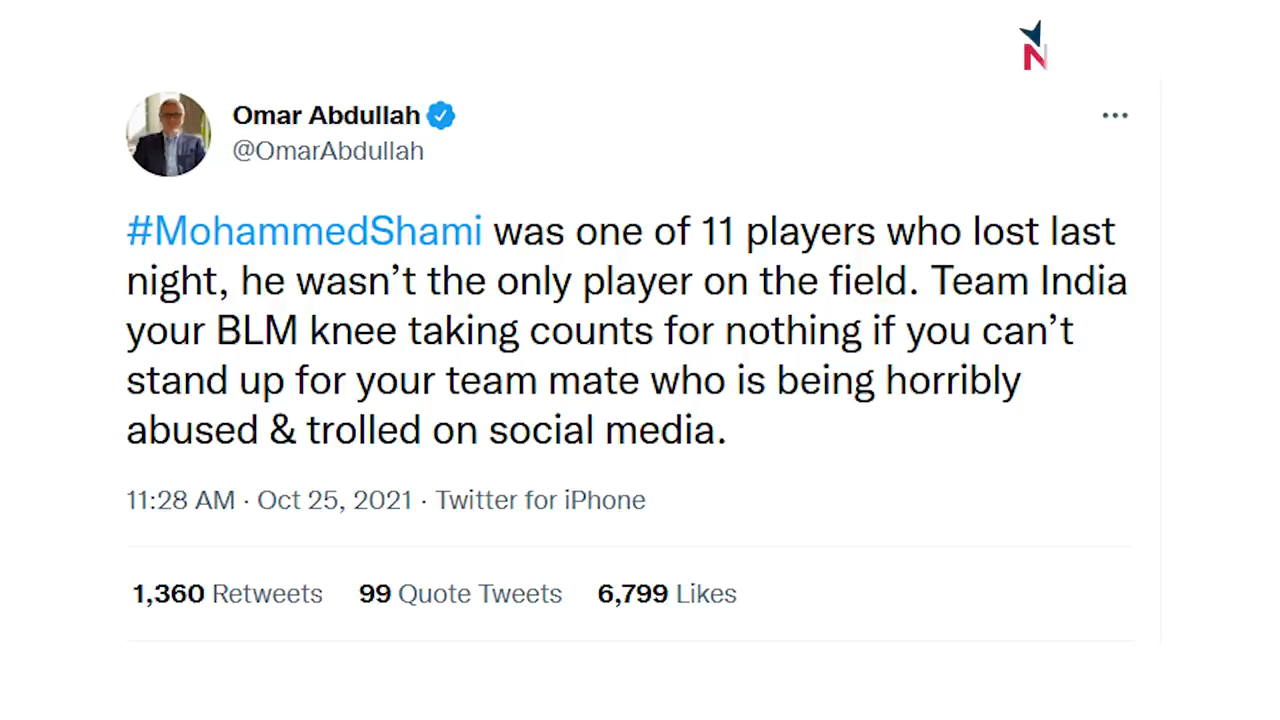 N
Omar Abdullah
@OmarAbdullah
#MohammedShami was one of 11 players who lost last
night, he wasn’t the only player on the field. Team India
your BLM knee taking counts for nothing if you can’t
stand up for your team mate who is being horribly
abused & trolled on social media.
11:28 AM · Oct 25, 2021 · Twitter for iPhone
1,360 Retweets 99 Quote Tweets 6,799 Likes